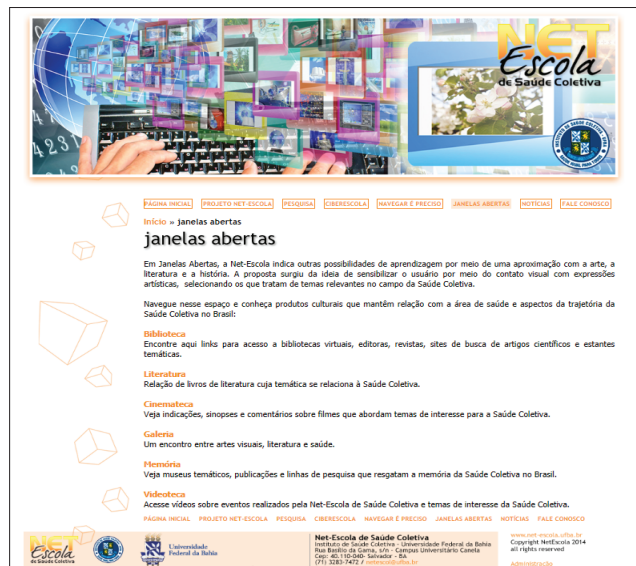 NET
Escola
de Saúde Coletiva
PÁGINA INICIAL PROJETO NET-ESCOLA PESQUISA CIBERESCOLA NAVEGAR É PRECISO JANELAS ABERTAS NOTÍCIAS FALE CONOSCO
Início » janelas abertas
janelas abertas
Em Janelas Abertas, a Net-Escola indica outras possibilidades de aprendizagem por meio de uma aproximação com a arte, a
literatura e a história. A proposta surgiu da ideia de sensibilizar o usuário por meio do contato visual com expressões
artísticas, selecionando os que tratam de temas relevantes no campo da Saúde Coletiva.
Navegue nesse espaço e conheça produtos culturais que mantêm relação com a área de saúde e aspectos da trajetória da
Saúde Coletiva no Brasil:
Biblioteca
Encontre aqui links para acesso a bibliotecas virtuais, editoras, revistas, sites de busca de artigos científicos e estantes
temáticas.
Literatura
Relação de livros de literatura cuja temática se relaciona à Saúde Coletiva.
Cinemateca
Veja indicações, sinopses e comentários sobre filmes que abordam temas de interesse para a Saúde Coletiva.
Galeria
Um encontro entre artes visuais, literatura e saúde.
Memória
Veja museus temáticos, publicações e linhas de pesquisa que resgatam a memória da Saúde Coletiva no Brasil.
Videoteca
Acesse vídeos sobre eventos realizados pela Net-Escola de Saúde Coletiva e temas de interesse da Saúde Coletiva.
PÁGINA INICIAL PROJETO NET-ESCOLA PESQUISA CIBERESCOLA NAVEGAR É PRECISO JANELAS ABERTAS NOTÍCIAS FALE CONOSCO
NET
Escola
de Saúde Coletiva
Universidade
Federal da Bahia
Net-Escola de Saúde Coletiva
Instituto de Saúde Coletiva - Universidade Federal da Bahia
Rua Basílio da Gama, s/n - Campus Universitário Canela
Cep: 40.110-040- Salvador - BA
(71) 3283-7472 / netescol@ufba.br
www.net-escola.ufba.br
Copyright NetEscola 2014
all rights reserved
Administração